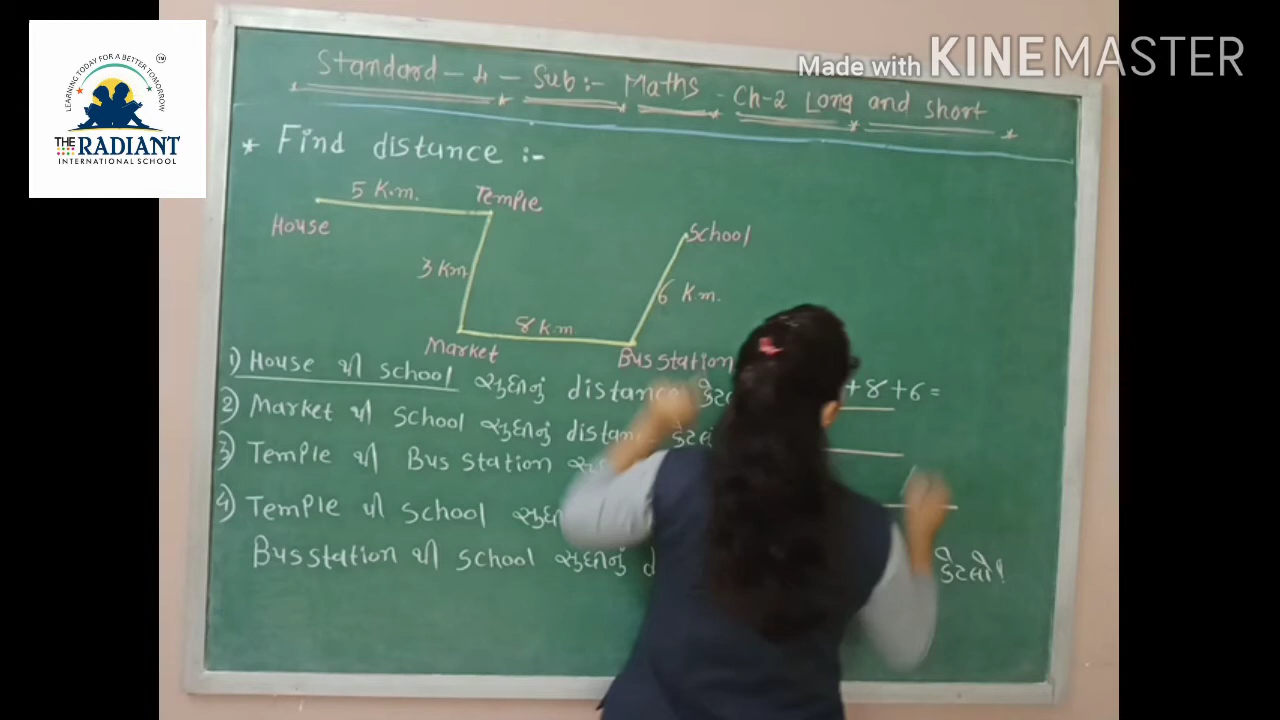 LEARNING TODAY FOR A BETTER TOMORROW
TM
THE RADIANT
INTERNATIONAL SCHOOL
Made with KINEMASTER
Standard - 4 - Sub:- Maths - Ch-2 Long and short
* Find distance :-
5 K.m.
Temple
House
School
3 Km
6 K.m.
8 K.m.
Market
Bus station
1) House થી school સુધીનું distance + 8 + 6 =
2) Market થી School સુધીનું distan
3) Temple થી Bus Station
4) Temple થી School
Bus station થી school સુધીનું કેટલો?